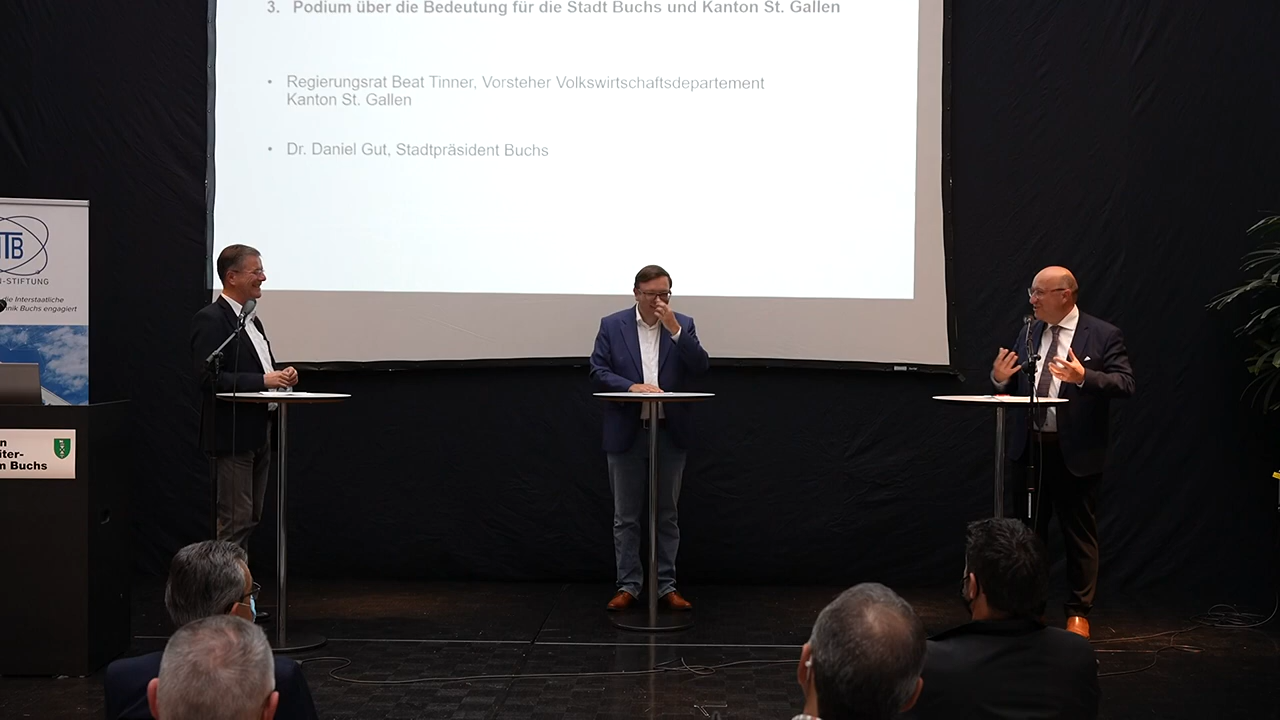 3. Podium über die Bedeutung für die Stadt Buchs und Kanton St. Gallen
• Regierungsrat Beat Tinner, Vorsteher Volkswirtschaftsdepartement
Kanton St. Gallen
• Dr. Daniel Gut, Stadtpräsident Buchs
TB
N-STIFTUNG
die Interstaatliche
hnik Buchs engagiert
n
iter-
m Buchs